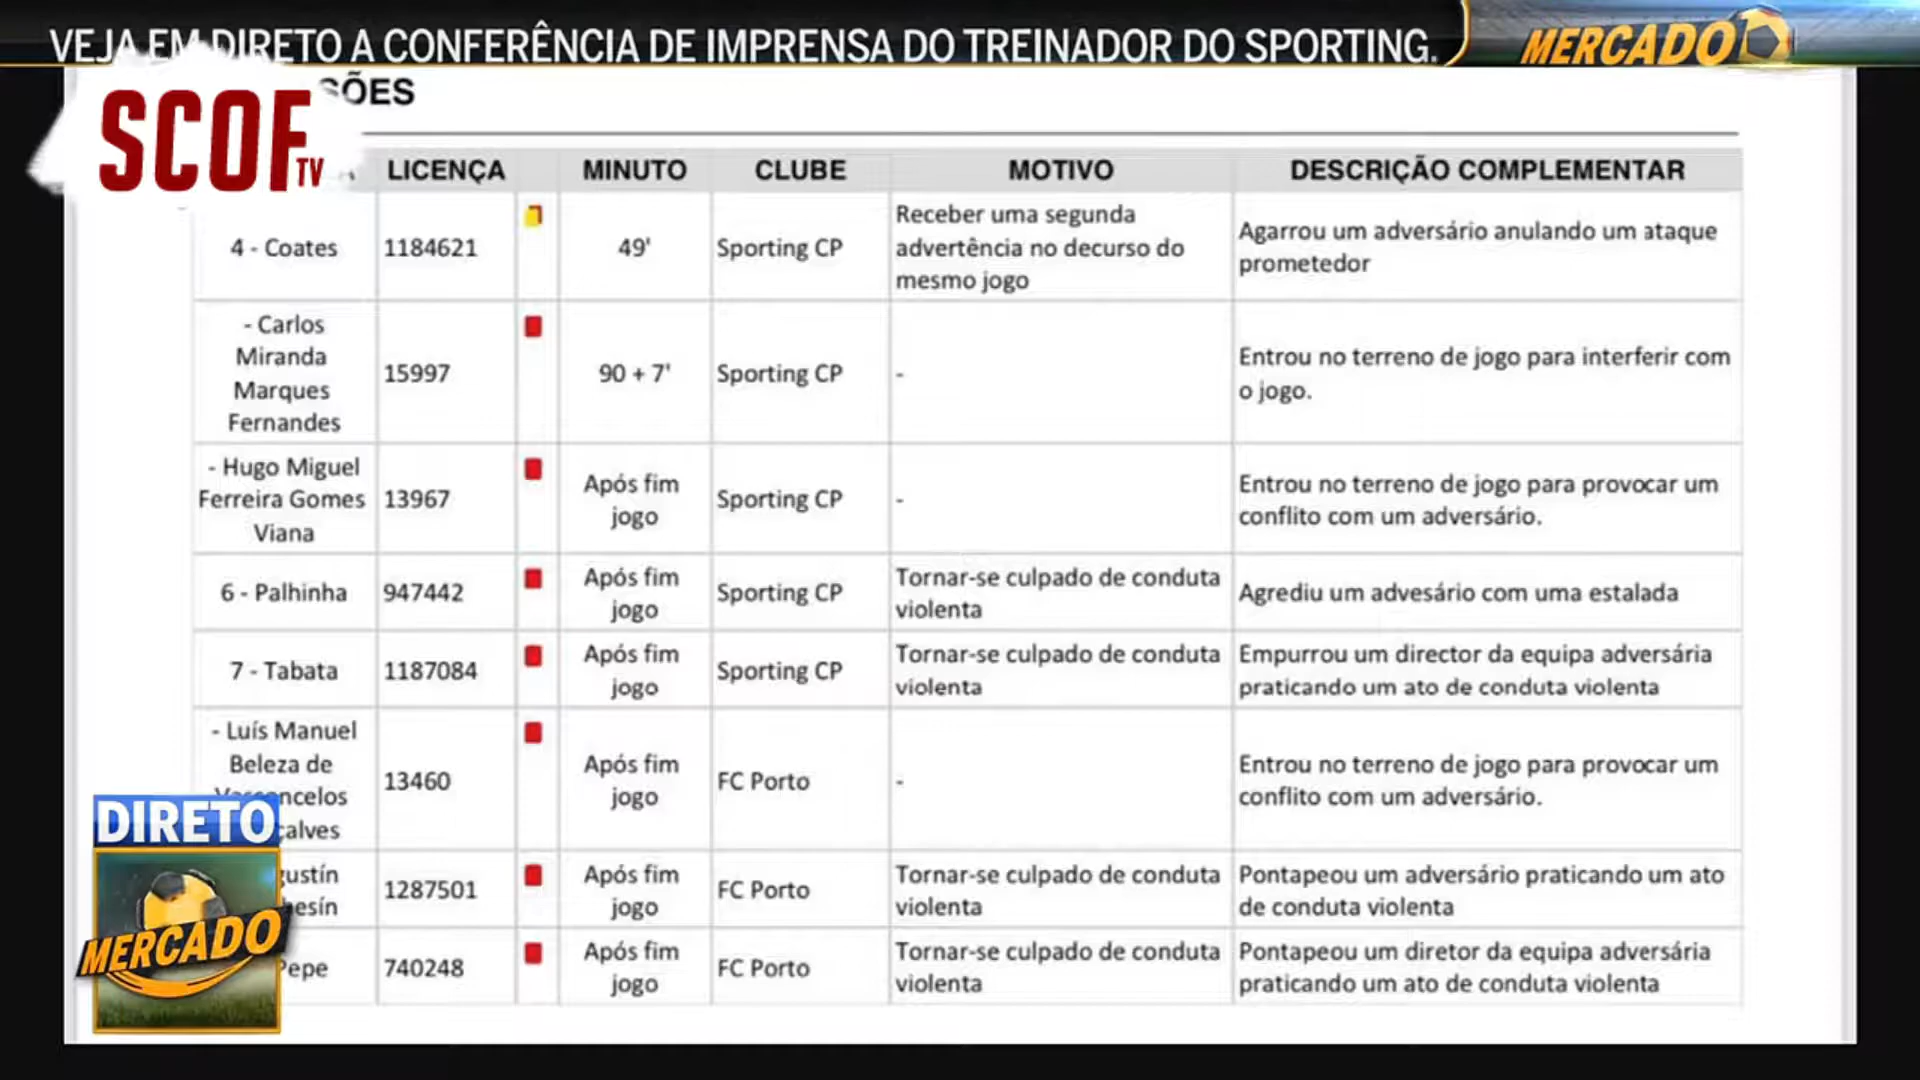 VEJA EM DIRETO A CONFERÊNCIA DE IMPRENSA DO TREINADOR DO SPORTING.
MERCADO
SÕES
SCOF TV
LICENÇA MINUTO CLUBE MOTIVO DESCRIÇÃO COMPLEMENTAR
4 - Coates 1184621 49' Sporting CP Receber uma segunda advertência no decurso do mesmo jogo Agarrou um adversário anulando um ataque prometedor
- Carlos Miranda Marques Fernandes 15997 90 + 7' Sporting CP - Entrou no terreno de jogo para interferir com o jogo.
- Hugo Miguel Ferreira Gomes Viana 13967 Após fim jogo Sporting CP - Entrou no terreno de jogo para provocar um conflito com um adversário.
6 - Palhinha 947442 Após fim jogo Sporting CP Tornar-se culpado de conduta violenta Agrediu um advesário com uma estalada
7 - Tabata 1187084 Após fim jogo Sporting CP Tornar-se culpado de conduta violenta Empurrou um director da equipa adversária praticando um ato de conduta violenta
- Luís Manuel Beleza de 13460 Após fim jogo FC Porto - Entrou no terreno de jogo para provocar um conflito com um adversário.
gustín 1287501 Após fim jogo FC Porto Tornar-se culpado de conduta violenta Pontapeou um adversário praticando um ato de conduta violenta
Pepe 740248 Após fim jogo FC Porto Tornar-se culpado de conduta violenta Pontapeou um diretor da equipa adversária praticando um ato de conduta violenta
DIRETO
MERCADO